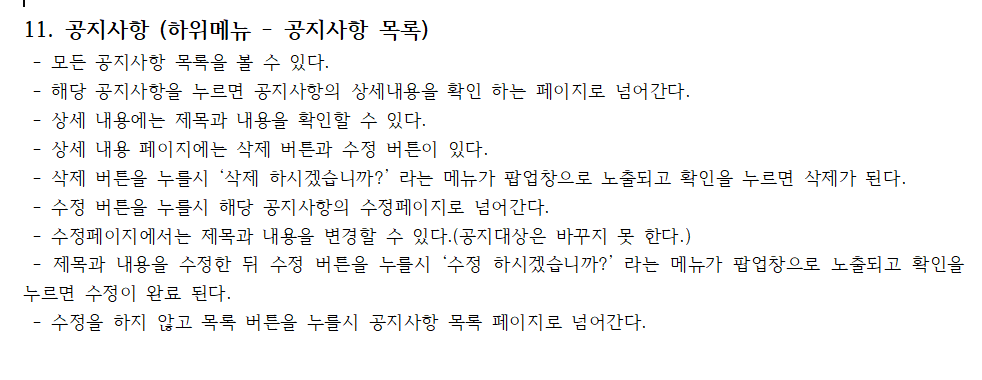 11. 공지사항 (하위메뉴 - 공지사항 목록)
- 모든 공지사항 목록을 볼 수 있다.
- 해당 공지사항을 누르면 공지사항의 상세내용을 확인 하는 페이지로 넘어간다.
- 상세 내용에는 제목과 내용을 확인할 수 있다.
- 상세 내용 페이지에는 삭제 버튼과 수정 버튼이 있다.
- 삭제 버튼을 누를시 ‘삭제 하시겠습니까?’ 라는 메뉴가 팝업창으로 노출되고 확인을 누르면 삭제가 된다.
- 수정 버튼을 누를시 해당 공지사항의 수정페이지로 넘어간다.
- 수정페이지에서는 제목과 내용을 변경할 수 있다.(공지대상은 바꾸지 못 한다.)
- 제목과 내용을 수정한 뒤 수정 버튼을 누를시 ‘수정 하시겠습니까?’ 라는 메뉴가 팝업창으로 노출되고 확인을
누르면 수정이 완료 된다.
- 수정을 하지 않고 목록 버튼을 누를시 공지사항 목록 페이지로 넘어간다.